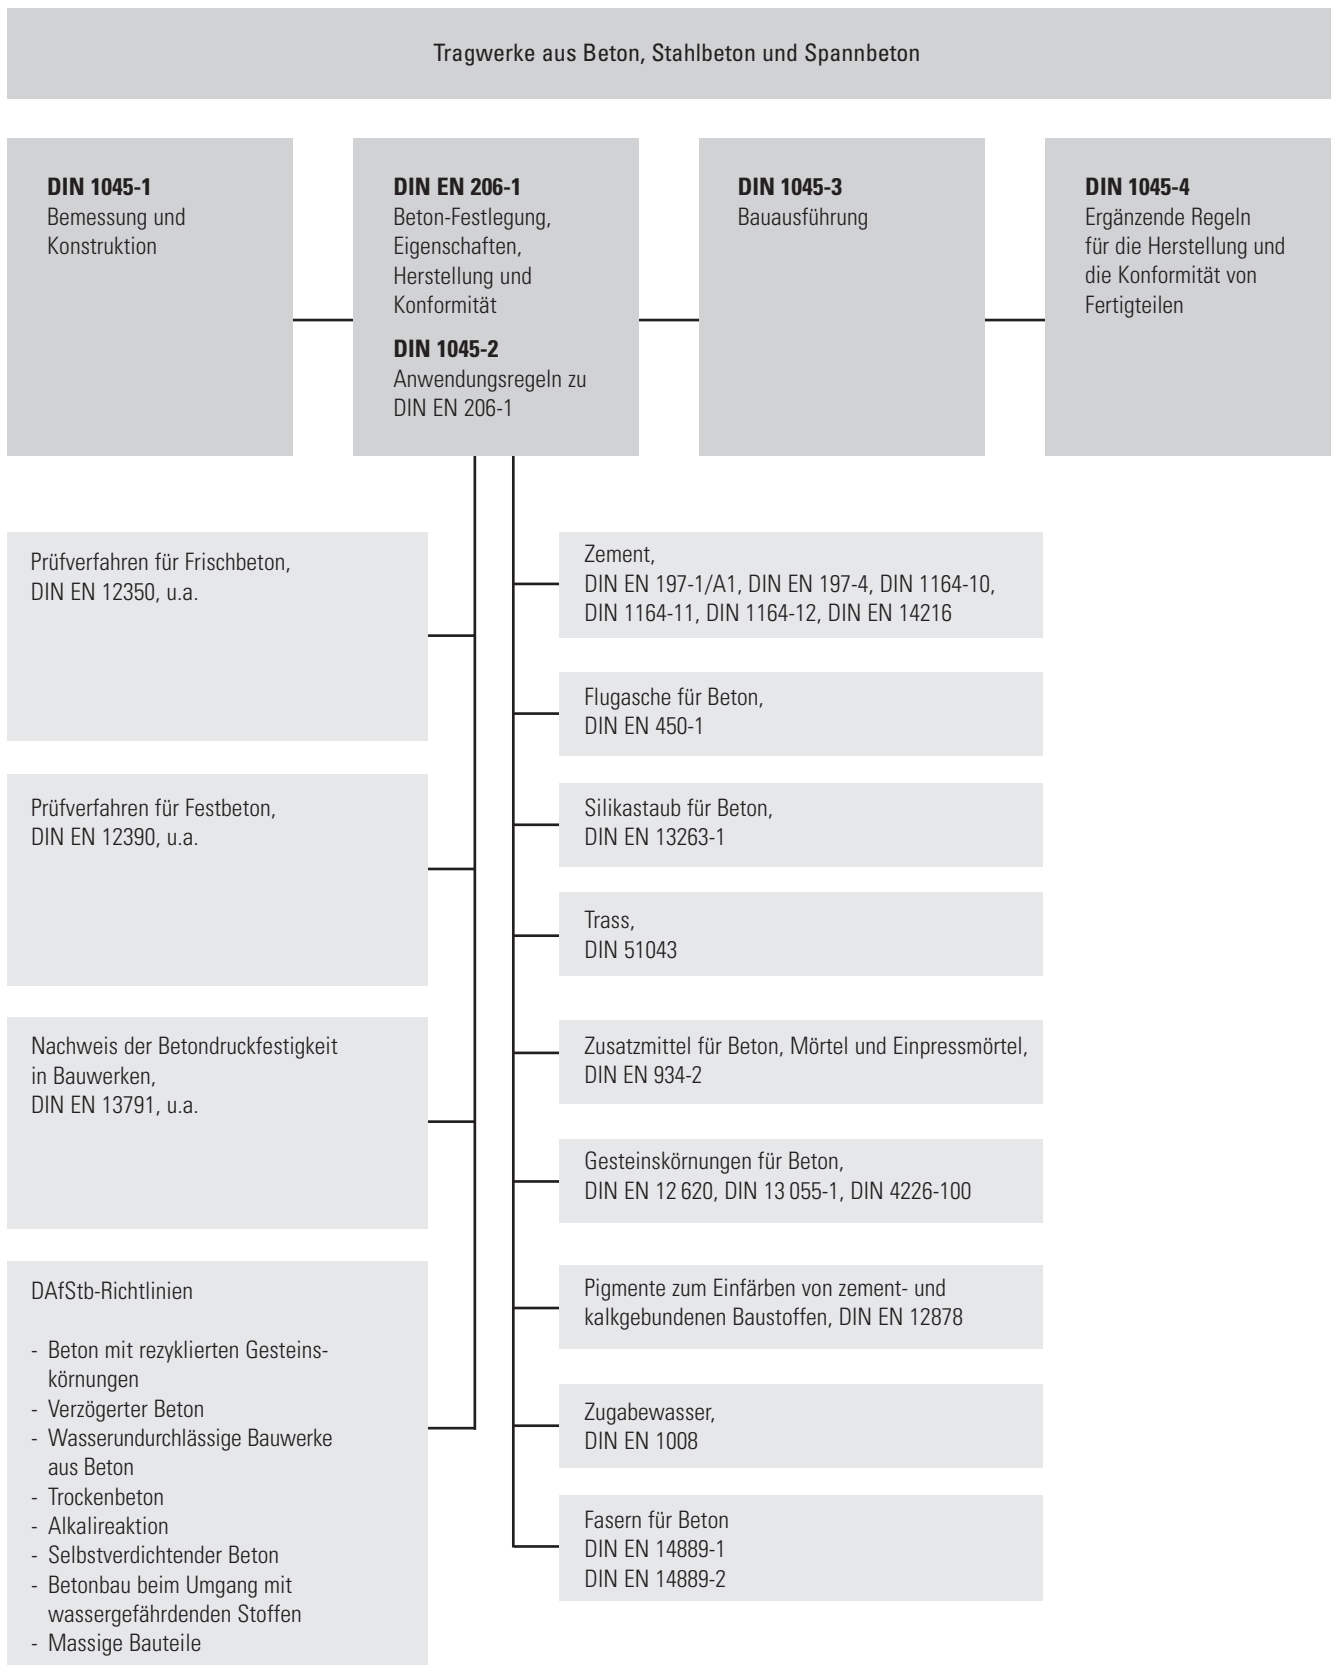 Tragwerke aus Beton, Stahlbeton und Spannbeton
DIN 1045-1
Bemessung und
Konstruktion
DIN EN 206-1
Beton-Festlegung,
Eigenschaften,
Herstellung und
Konformität
DIN 1045-2
Anwendungsregeln zu
DIN EN 206-1
DIN 1045-3
Bauausführung
DIN 1045-4
Ergänzende Regeln
für die Herstellung und
die Konformität von
Fertigteilen
Prüfverfahren für Frischbeton,
DIN EN 12350, u.a.
Prüfverfahren für Festbeton,
DIN EN 12390, u.a.
Nachweis der Betondruckfestigkeit
in Bauwerken,
DIN EN 13791, u.a.
DAfStb-Richtlinien
- Beton mit rezyklierten Gesteins-
körnungen
- Verzögerter Beton
- Wasserundurchlässige Bauwerke
aus Beton
- Trockenbeton
- Alkalireaktion
- Selbstverdichtender Beton
- Betonbau beim Umgang mit
wassergefährdenden Stoffen
- Massige Bauteile
Zement,
DIN EN 197-1/A1, DIN EN 197-4, DIN 1164-10,
DIN 1164-11, DIN 1164-12, DIN EN 14216
Flugasche für Beton,
DIN EN 450-1
Silikastaub für Beton,
DIN EN 13263-1
Trass,
DIN 51043
Zusatzmittel für Beton, Mörtel und Einpressmörtel,
DIN EN 934-2
Gesteinskörnungen für Beton,
DIN EN 12 620, DIN 13 055-1, DIN 4226-100
Pigmente zum Einfärben von zement- und
kalkgebundenen Baustoffen, DIN EN 12878
Zugabewasser,
DIN EN 1008
Fasern für Beton
DIN EN 14889-1
DIN EN 14889-2